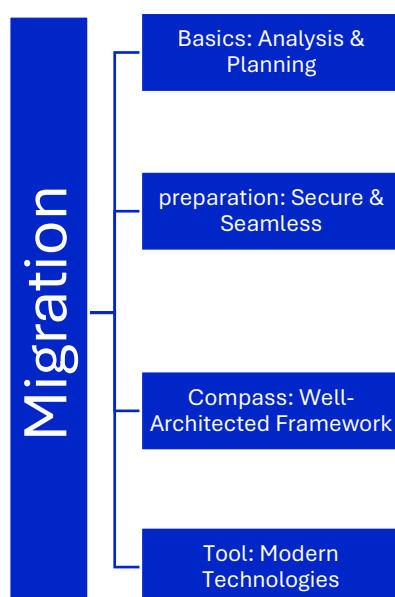 Migration
Basics: Analysis &
Planning
preparation: Secure &
Seamless
Compass: Well-
Architected Framework
Tool: Modern
Technologies